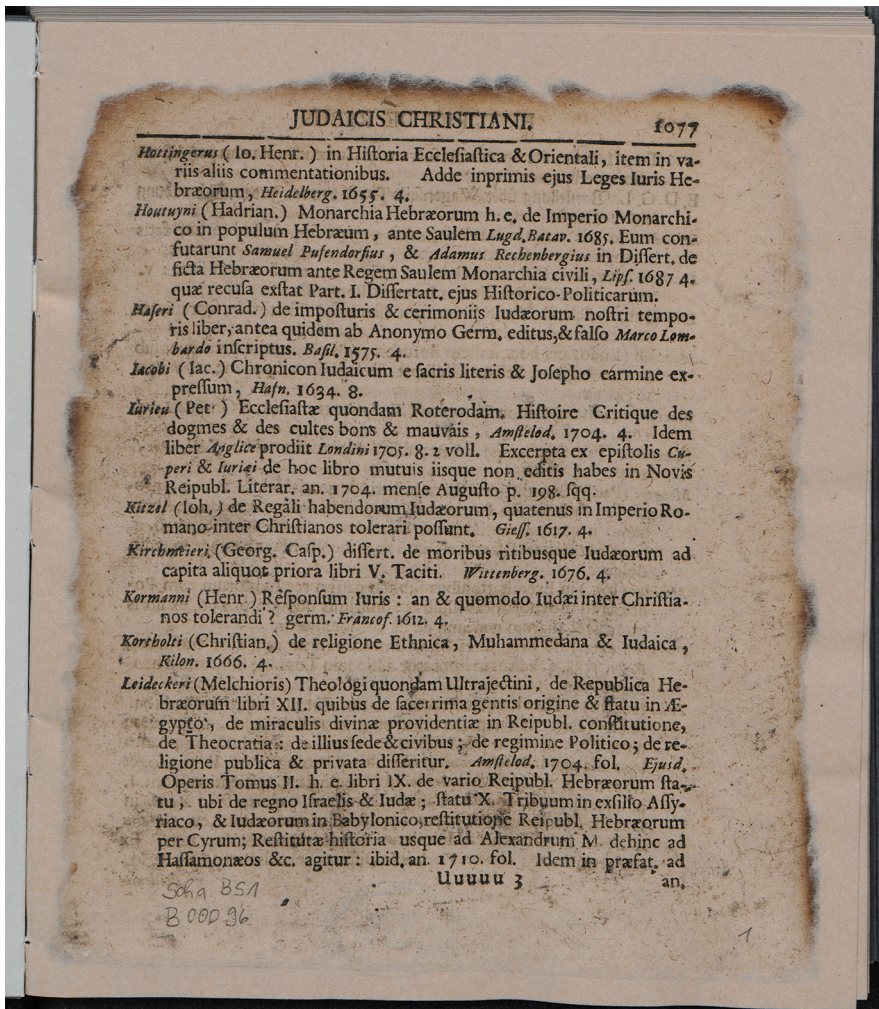 JUDAICIS CHRISTIANI. 1077
Hottingerus ( Io. Henr. ) in Hiſtoria Eccleſiaſtica & Orientali, item in va-
riis aliis commentationibus. Adde inprimis ejus Leges Iuris He-
bræorum, Heidelberg. 1655. 4.
Houtuyni (Hadrian.) Monarchia Hebræorum h. e. de Imperio Monarchi-
co in populum Hebræum, ante Saulem Lugd. Batav. 1685. Eum con-
futarunt Samuel Pufendorfius, & Adamus Rechenbergius in Diſſert. de
ficta Hebræorum ante Regem Saulem Monarchia civili, Lipſ. 1687 4.
quæ recuſa exſtat Part. I. Diſſertatt. ejus Hiſtorico-Politicarum.
Haſeri (Conrad.) de impoſturis & cerimoniis Iudæorum noſtri tempo-
ris liber, antea quidem ab Anonymo Germ. editus, & falſo Marco Lom-
bardo inſcriptus. Baſil. 1575. 4.
Iacobi (Iac.) Chronicon Iudaicum e ſacris literis & Joſepho carmine ex-
preſſum, Hafn. 1634. 8.
Iurieu (Pet.) Eccleſiaſtæ quondam Roterodam. Hiſtoire Critique des
dogmes & des cultes bons & mauvais, Amſtelod. 1704. 4. Idem
liber Anglice prodiit Londini 1705. 8. 2 voll. Excerpta ex epiſtolis Cu-
peri & Iuriei de hoc libro mutuis iisque non editis habes in Novis
Reipubl. Literar. an. 1704. menſe Auguſto p. 198. ſqq.
Kitzel (Ioh.) de Regali habendorum Iudæorum, quatenus in Imperio Ro-
mano inter Chriſtianos tolerari poſſunt. Gieſſ. 1617. 4.
Kirchmeieri (Georg. Caſp.) diſſert. de moribus ritibusque Iudæorum ad
capita aliquot priora libri V. Taciti. Wittenberg. 1676. 4.
Kormanni (Henr.) Reſponſum Iuris : an & quomodo Iudæi inter Chriſtia-
nos tolerandi? germ. Francof. 1612. 4.
Kortholti (Chriſtian.) de religione Ethnica, Muhammedana & Iudaica,
Kilon. 1666. 4.
Leideckeri (Melchioris) Theologi quondam Ultrajectini, de Republica He-
bræorum libri XII. quibus de ſacerrima gentis origine & ſtatu in Æ-
gypto, de miraculis divinæ providentiæ in Reipubl. conſtitutione,
de Theocratia : de illius ſede & civibus ; de regimine Politico ; de re-
ligione publica & privata diſſeritur. Amſtelod. 1704. fol. Ejusd.
Operis Tomus II. h. e. libri IX. de vario Reipubl. Hebræorum ſta-
tu, ubi de regno Iſraelis & Iudæ ; ſtatu X. Tribuum in exſilio Aſſy-
riaco, & Iudæorum in Babylonico, reſtitutione Reipubl. Hebræorum
per Cyrum; Reſtitutæ hiſtoria usque ad Alexandrum M. dehinc ad
Haſſamonæos &c. agitur : ibid. an. 1710. fol. Idem in præfat. ad
Uuuuu 3 an.
Scha BS1
B 000 96
1